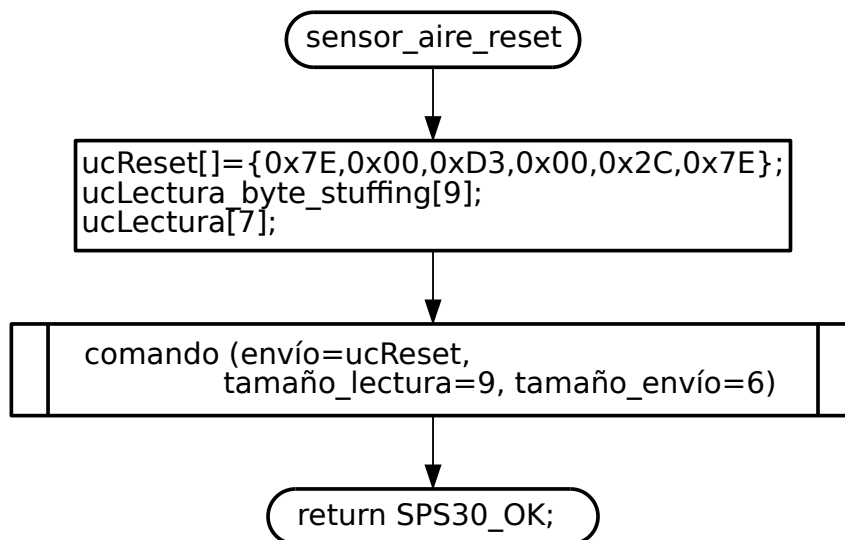 sensor_aire_reset
ucReset[]={0x7E,0x00,0xD3,0x00,0x2C,0x7E};
ucLectura_byte_stuffing[9];
ucLectura[7];
comando (envío=ucReset,
tamaño_lectura=9, tamaño_envío=6)
return SPS30_OK;